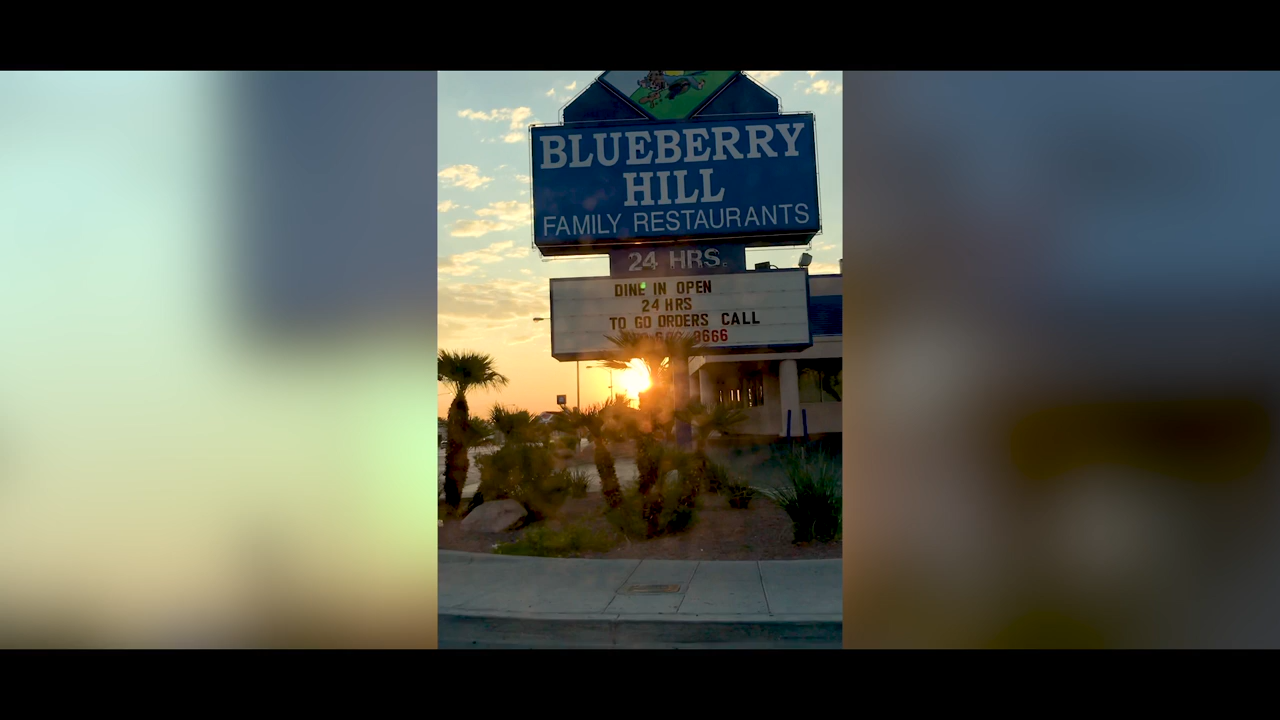 BLUEBERRY
HILL
FAMILY RESTAURANTS
24 HRS
DINE IN OPEN
24 HRS
TO GO ORDERS CALL